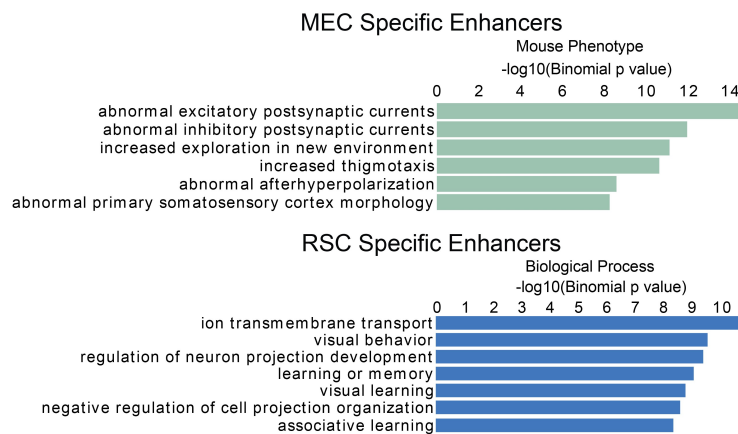 MEC Specific Enhancers
Mouse Phenotype
-log10(Binomial p value)
0 2 4 6 8 10 12 14
abnormal excitatory postsynaptic currents
abnormal inhibitory postsynaptic currents
increased exploration in new environment
increased thigmotaxis
abnormal afterhyperpolarization
abnormal primary somatosensory cortex morphology
RSC Specific Enhancers
Biological Process
-log10(Binomial p value)
0 1 2 3 4 5 6 7 8 9 10
ion transmembrane transport
visual behavior
regulation of neuron projection development
learning or memory
visual learning
negative regulation of cell projection organization
associative learning